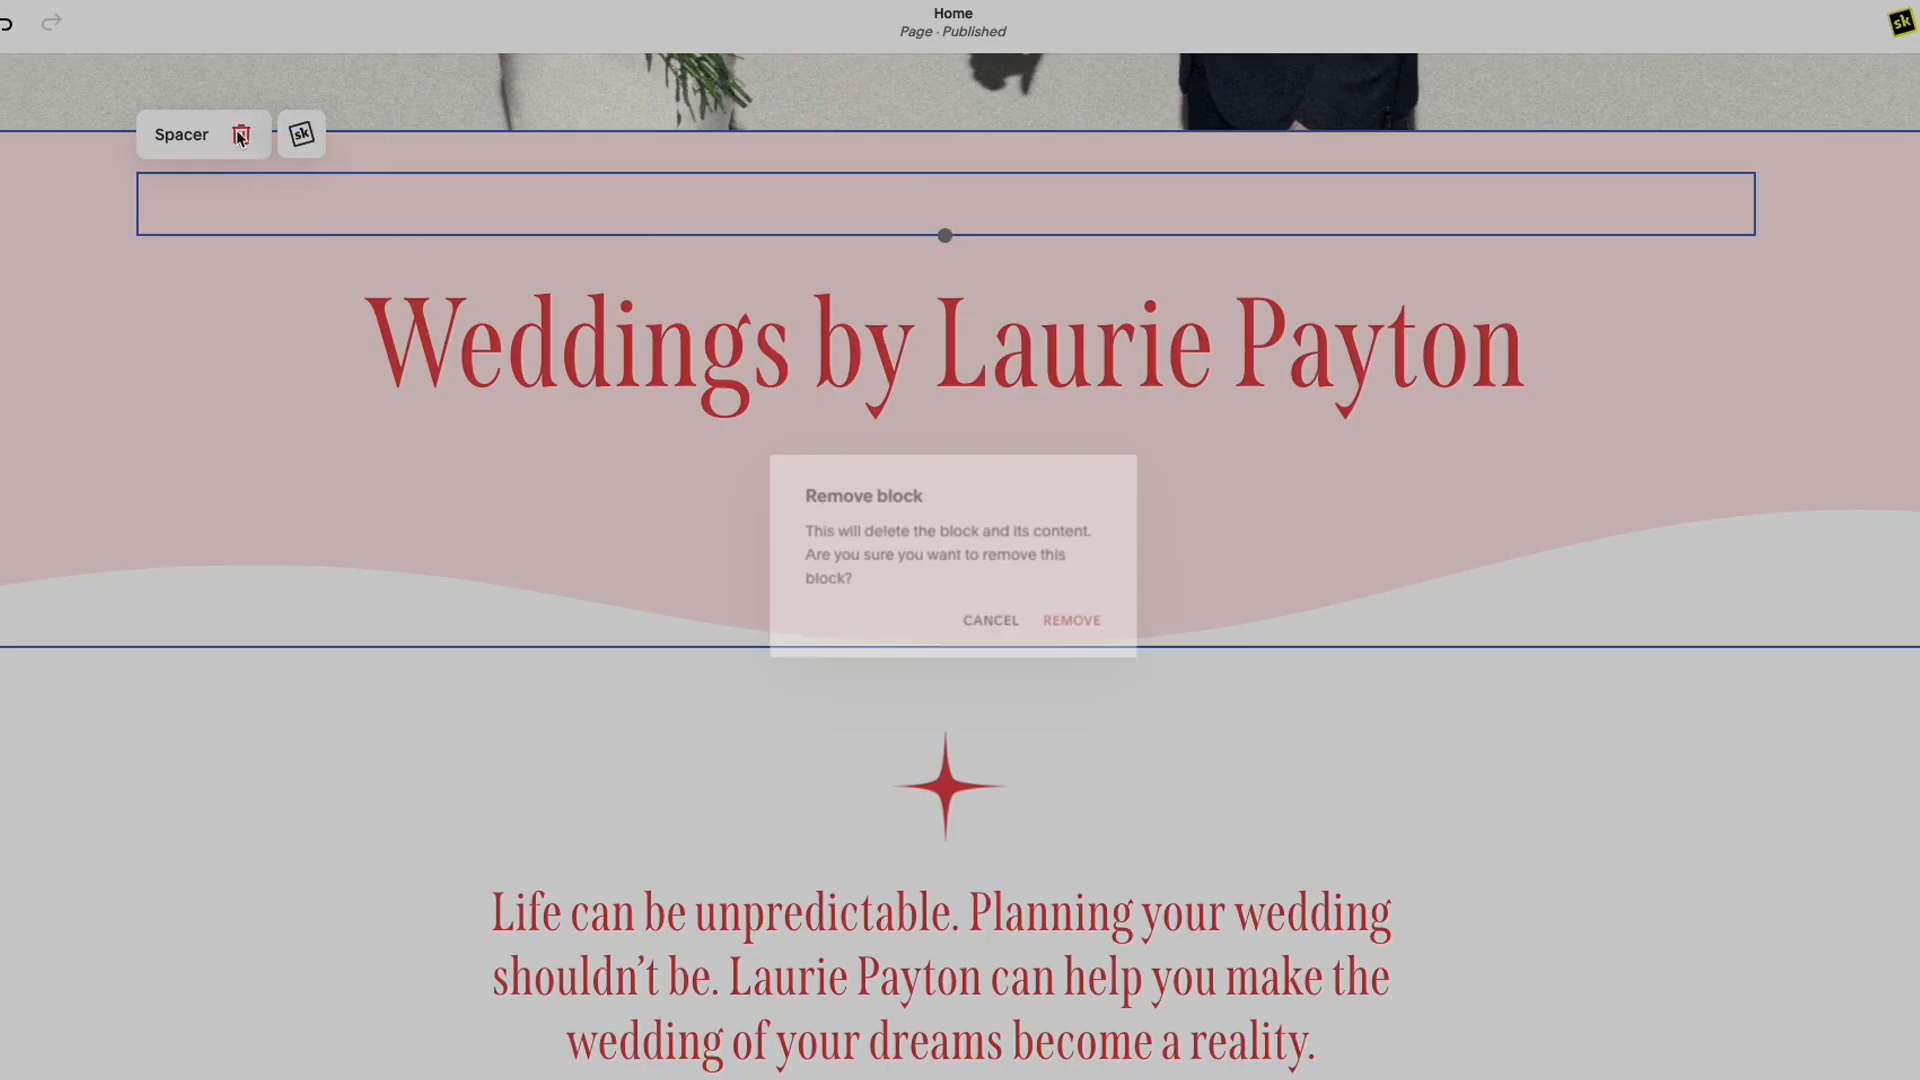 Home
Page · Published
sk
Spacer
sk
Weddings by Laurie Payton
Remove block
This will delete the block and its content.
Are you sure you want to remove this
block?
CANCEL REMOVE
Life can be unpredictable. Planning your wedding
shouldn’t be. Laurie Payton can help you make the
wedding of your dreams become a reality.